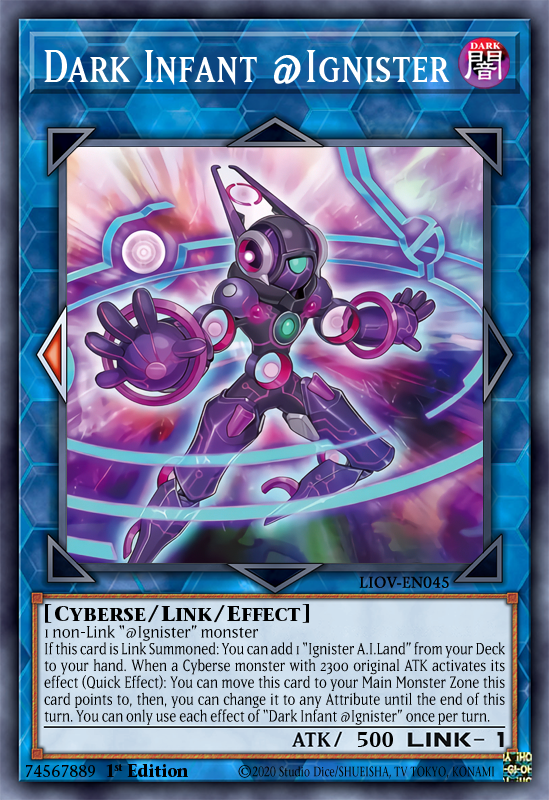 Dark Infant @Ignister
DARK
闇
LIOV-EN045
[Cyberse/Link/Effect]
1 non-Link "@Ignister" monster
If this card is Link Summoned: You can add 1 "Ignister A.I.Land" from your Deck
to your hand. When a Cyberse monster with 2300 original ATK activates its
effect (Quick Effect): You can move this card to your Main Monster Zone this
card points to, then, you can change it to any Attribute until the end of this
turn. You can only use each effect of "Dark Infant @Ignister" once per turn.
ATK/ 500 LINK- 1
74567889 1st Edition ©2020 Studio Dice/SHUEISHA, TV TOKYO, KONAMI